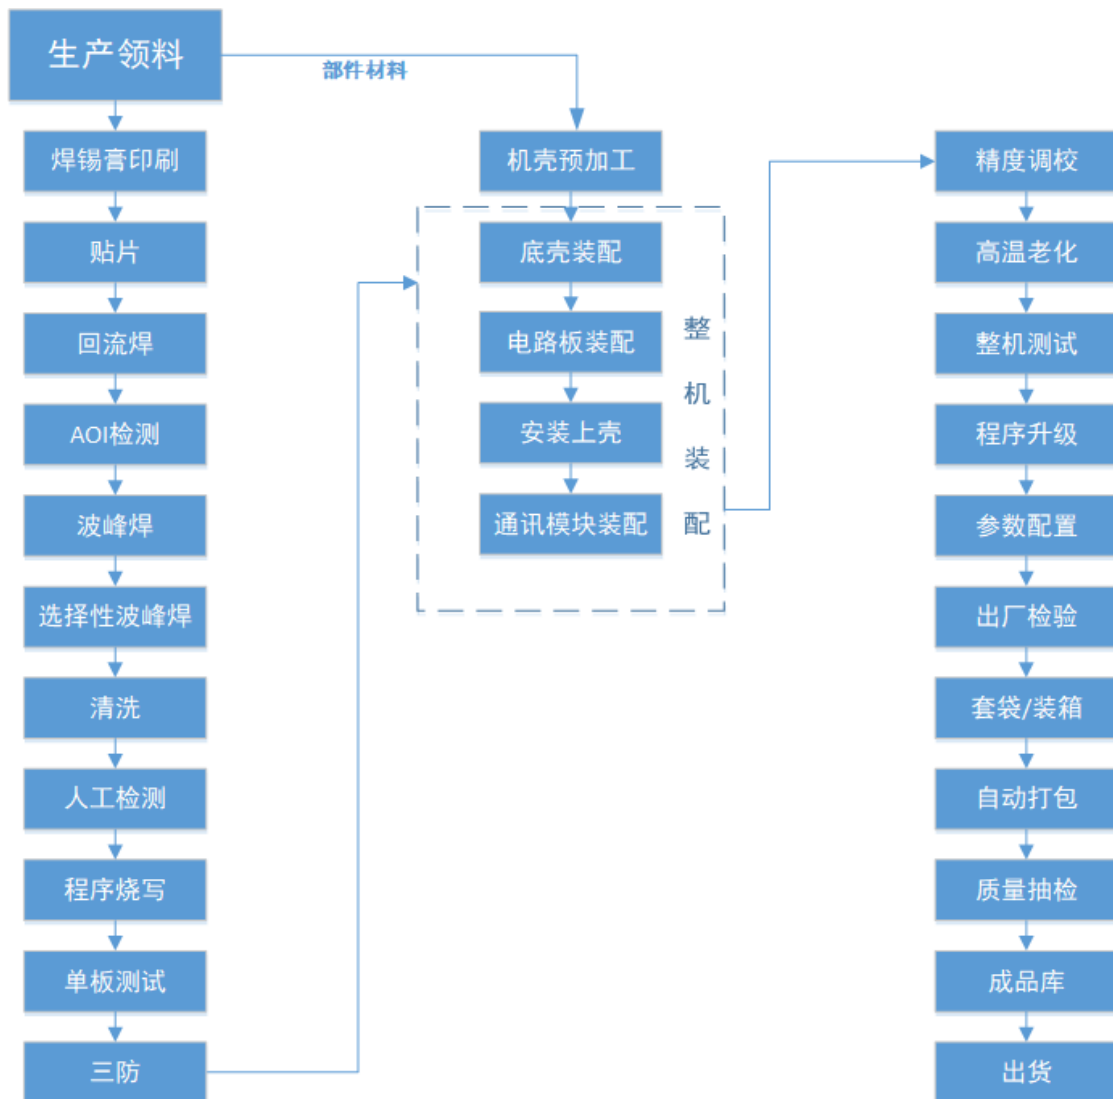 生产领料
部件材料
焊锡膏印刷
贴片
回流焊
AOI检测
波峰焊
选择性波峰焊
清洗
人工检测
程序烧写
单板测试
三防
机壳预加工
底壳装配
电路板装配
安装上壳
通讯模块装配
整
机
装
配
精度调校
高温老化
整机测试
程序升级
参数配置
出厂检验
套袋/装箱
自动打包
质量抽检
成品库
出货